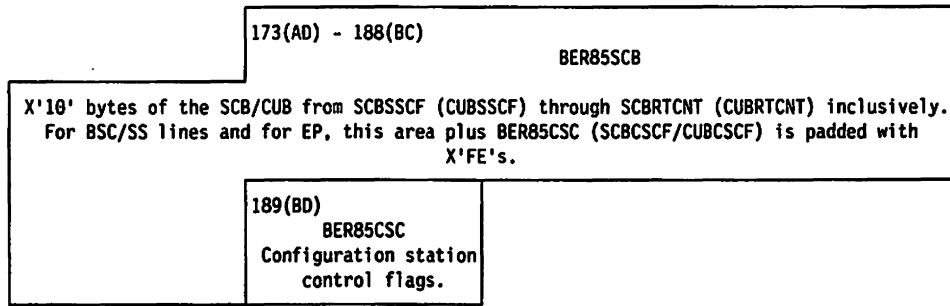 173(AD) - 188(BC)
BER85SCB
X'10' bytes of the SCB/CUB from SCBSSCF (CUBSSCF) through SCBRTCNT (CUBRTCNT) inclusively.
For BSC/SS lines and for EP, this area plus BER85CSC (SCBCSCF/CUBCSCF) is padded with
X'FE's.
189(BD)
BER85CSC
Configuration station
control flags.